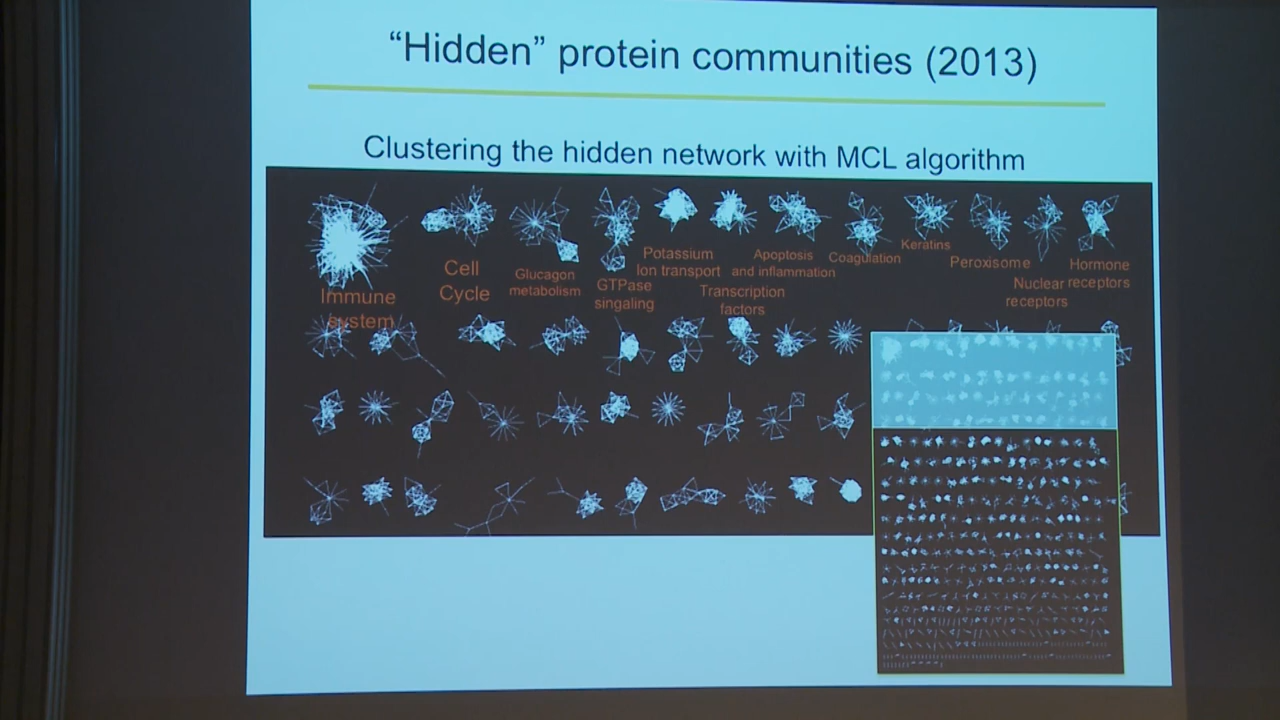 “Hidden” protein communities (2013)
Clustering the hidden network with MCL algorithm
Immune
system
Cell
Cycle
Glucagon
metabolism
GTPase
singaling
Potassium
Ion transport
Transcription
factors
Apoptosis
and inflammation
Coagulation
Keratins
Peroxisome
Nuclear
receptors
Hormone
receptors